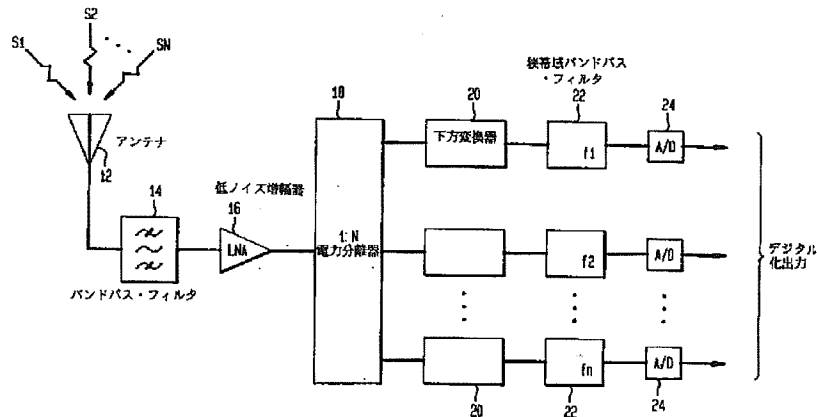 S1
S2
SN
アンテナ
12
14
バンドパス・フィルタ
低ノイズ増幅器
16
LNA
18
1:N
電力分離器
20
下方変換器
狭帯域バンドパス
・フィルタ
22
f1
24
A/D
f2
A/D
fn
A/D
20
22
24
デジタル
化出力